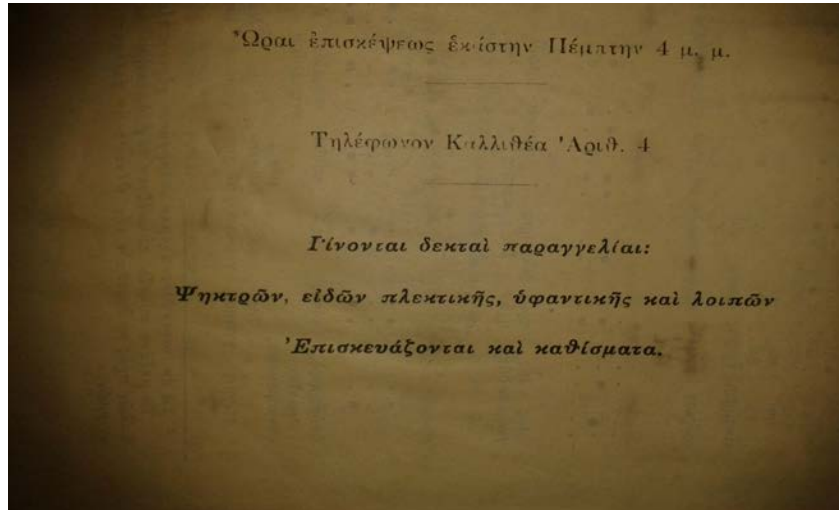 Ὧραι ἐπισκέψεως ἑκάστην Πέμπτην 4 μ. μ.
Τηλέφωνον Καλλιθέα Ἀριθ. 4
Γίνονται δεκταὶ παραγγελίαι:
Ψηκτρῶν, εἰδῶν πλεκτικῆς, ὑφαντικῆς καὶ λοιπῶν
Ἐπισκευάζονται καὶ καθίσματα.